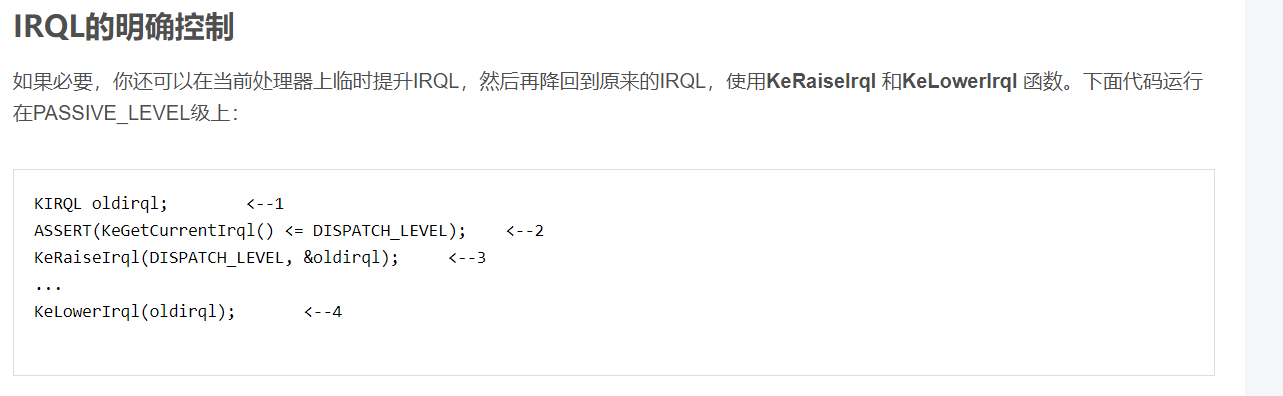 IRQL的明确控制
如果必要，你还可以在当前处理器上临时提升IRQL，然后再降回到原来的IRQL，使用KeRaiseIrql 和KeLowerIrql 函数。下面代码运行
在PASSIVE_LEVEL级上：
KIRQL oldirql;        <--1
ASSERT(KeGetCurrentIrql() <= DISPATCH_LEVEL);    <--2
KeRaiseIrql(DISPATCH_LEVEL, &oldirql);     <--3
...
KeLowerIrql(oldirql);       <--4